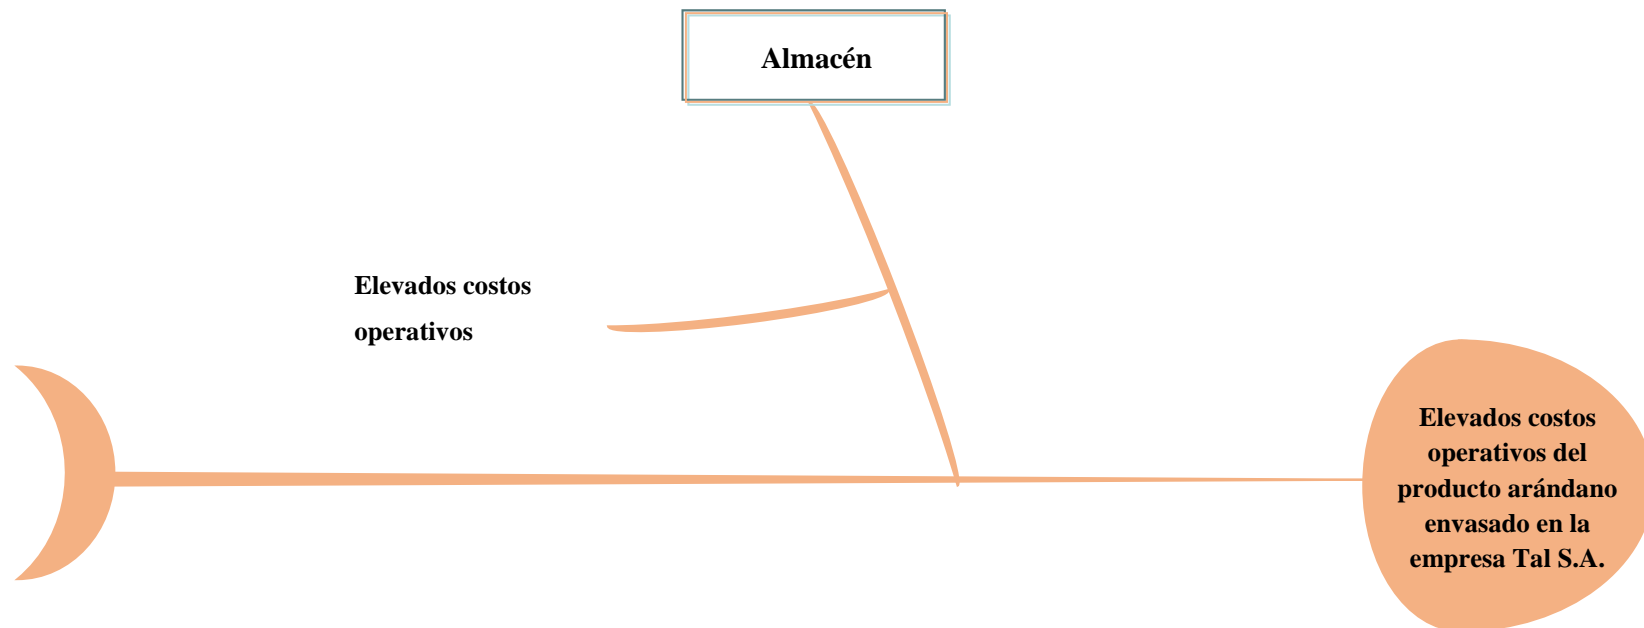 Almacén
Elevados costos
operativos
Elevados costos
operativos del
producto arándano
envasado en la
empresa Tal S.A.